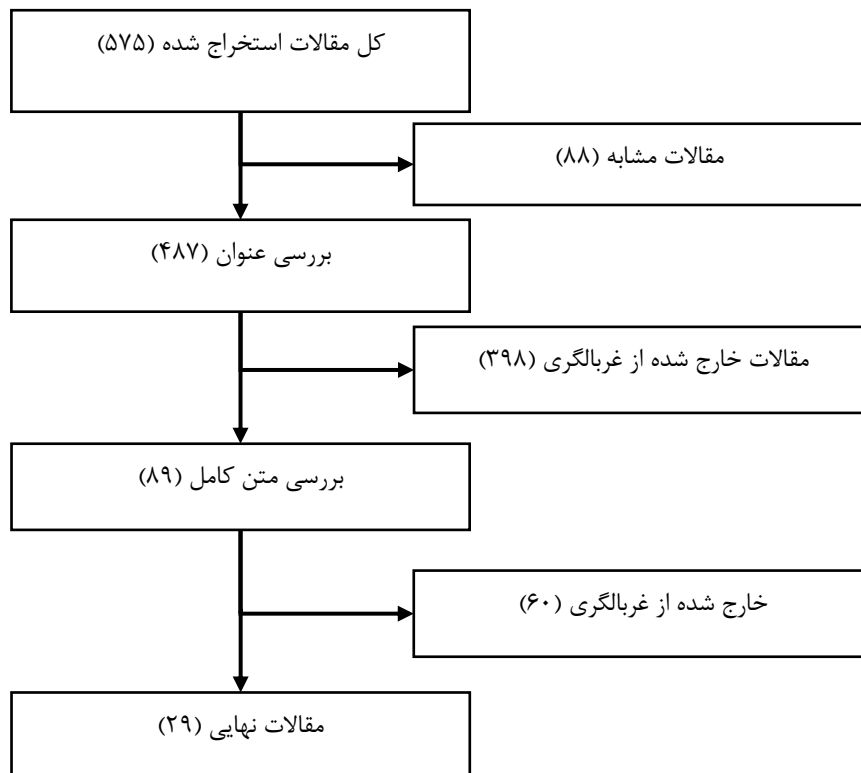 کل مقالات استخراج شده (۵۷۵)
مقالات مشابه (۸۸)
بررسی عنوان (۴۸۷)
مقالات خارج شده از غربالگری (۳۹۸)
بررسی متن کامل (۸۹)
خارج شده از غربالگری (۶۰)
مقالات نهایی (۲۹)